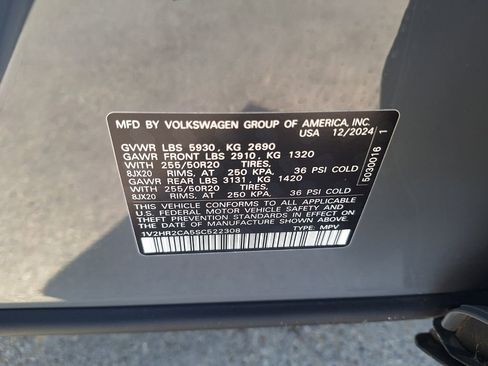 MFD BY VOLKSWAGEN GROUP OF AMERICA, INC.
USA 12/2024
GVWR LBS 5930, KG 2690
GAWR FRONT LBS 2910, KG 1320
WITH 255/50R20 TIRES,
8JX20 RIMS, AT 250 KPA, 36 PSI COLD
GAWR REAR LBS 3131, KG 1420
WITH 255/50R20 TIRES,
8JX20 RIMS, AT 250 KPA, 36 PSI COLD
THIS VEHICLE CONFORMS TO ALL APPLICABLE
U.S. FEDERAL MOTOR VEHICLE SAFETY AND
THEFT PREVENTION STANDARDS IN EFFECT ON
THE DATE OF MANUFACTURE SHOWN ABOVE.
1V2HR2CA5SC522308 TYPE: MPV
5030016 1